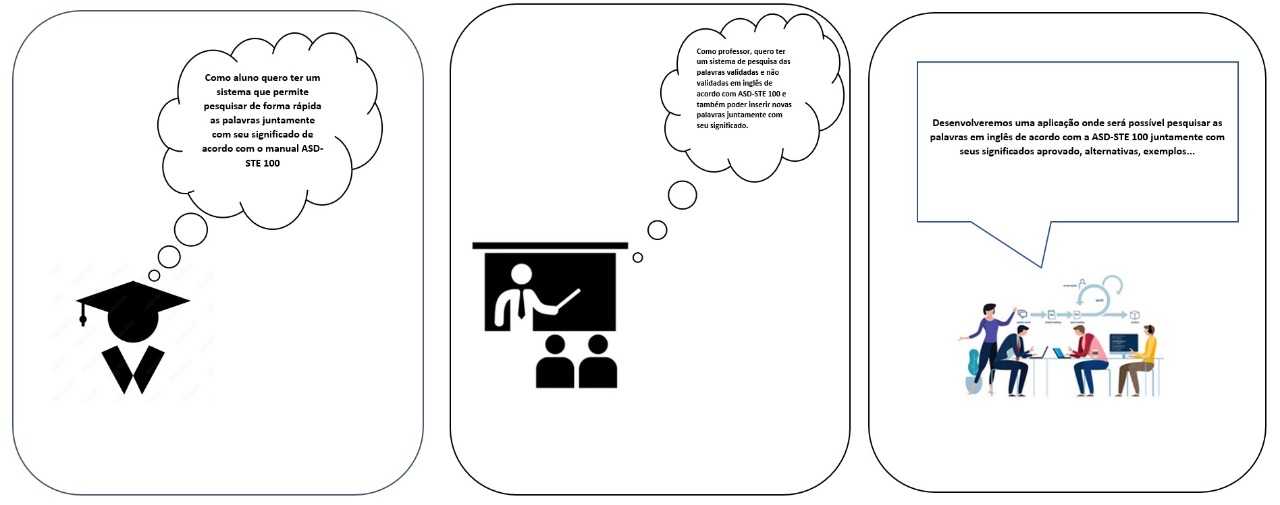 Como aluno quero ter um
sistema que permite
pesquisar de forma rápida
as palavras juntamente
com seu significado de
acordo com o manual ASD-
STE 100
Como professor, quero ter
um sistema de pesquisa das
palavras validadas e não
validadas em inglês de
acordo com ASD-STE 100 e
também poder inserir novas
palavras juntamente com
seu significado.
Desenvolveremos uma aplicação onde será possível pesquisar as
palavras em inglês de acordo com a ASD-STE 100 juntamente com
seus significados aprovado, alternativas, exemplos...